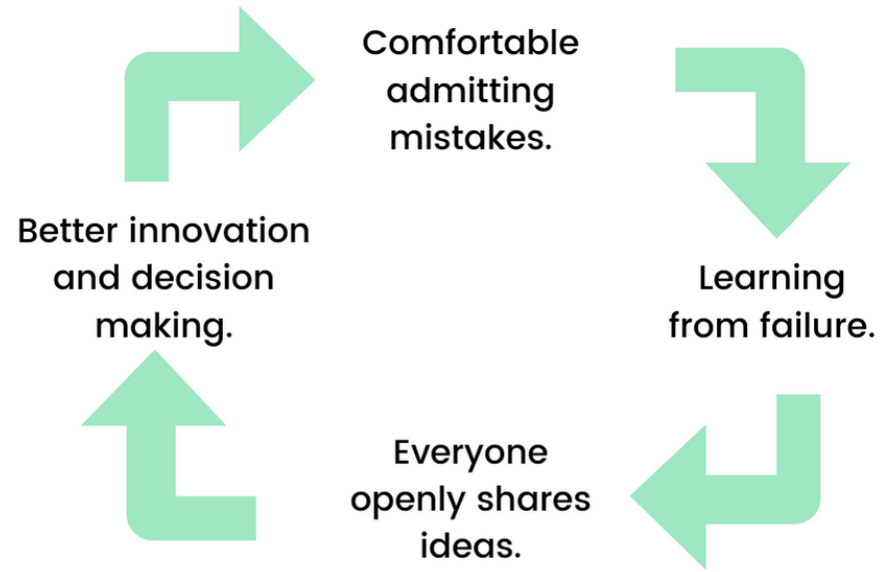 Comfortable
admitting
mistakes.
Learning
from failure.
Everyone
openly shares
ideas.
Better innovation
and decision
making.